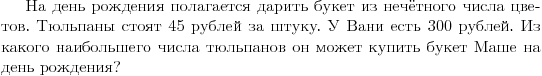 На день рождения полагается дарить букет из нечётного числа цве-
тов. Тюльпаны стоят 45 рублей за штуку. У Вани есть 300 рублей. Из
какого наибольшего числа тюльпанов он может купить букет Маше на
день рождения?